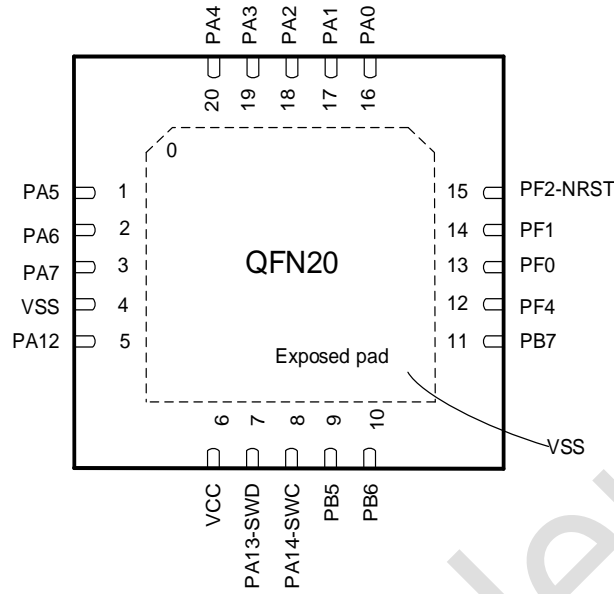 PA4
PA3
PA2
PA1
PA0
20
19
18
17
16
0
PA5 1
PA6 2
PA7 3
VSS 4
PA12 5
QFN20
Exposed pad
15 PF2-NRST
14 PF1
13 PF0
12 PF4
11 PB7
VSS
6
7
8
9
10
VCC
PA13-SWD
PA14-SWC
PB5
PB6